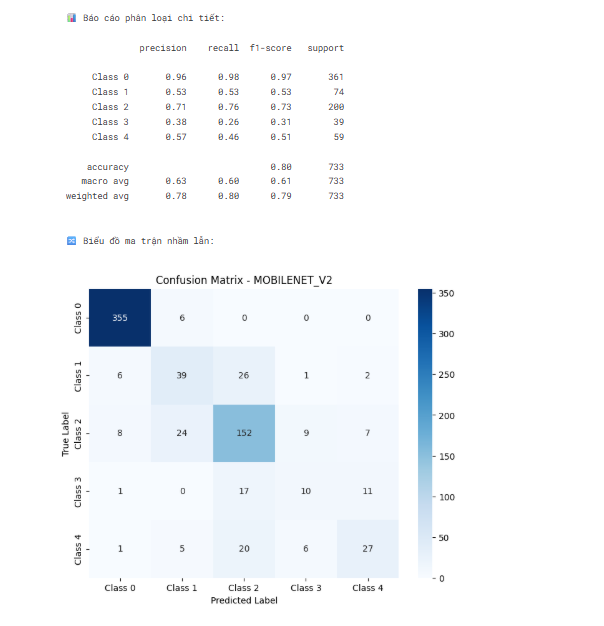 📊 Báo cáo phân loại chi tiết:
precision recall f1-score support
Class 0 0.96 0.98 0.97 361
Class 1 0.53 0.53 0.53 74
Class 2 0.71 0.76 0.73 200
Class 3 0.38 0.26 0.31 39
Class 4 0.57 0.46 0.51 59
accuracy 0.80 733
macro avg 0.63 0.60 0.61 733
weighted avg 0.78 0.80 0.79 733
🔀 Biểu đồ ma trận nhầm lẫn:
Confusion Matrix - MOBILENET_V2
Class 0 355 6 0 0 0
Class 1 6 39 26 1 2
Class 2 8 24 152 9 7
Class 3 1 0 17 10 11
Class 4 1 5 20 6 27
True Label
Class 0 Class 1 Class 2 Class 3 Class 4
Predicted Label
350
300
250
200
150
100
50
0